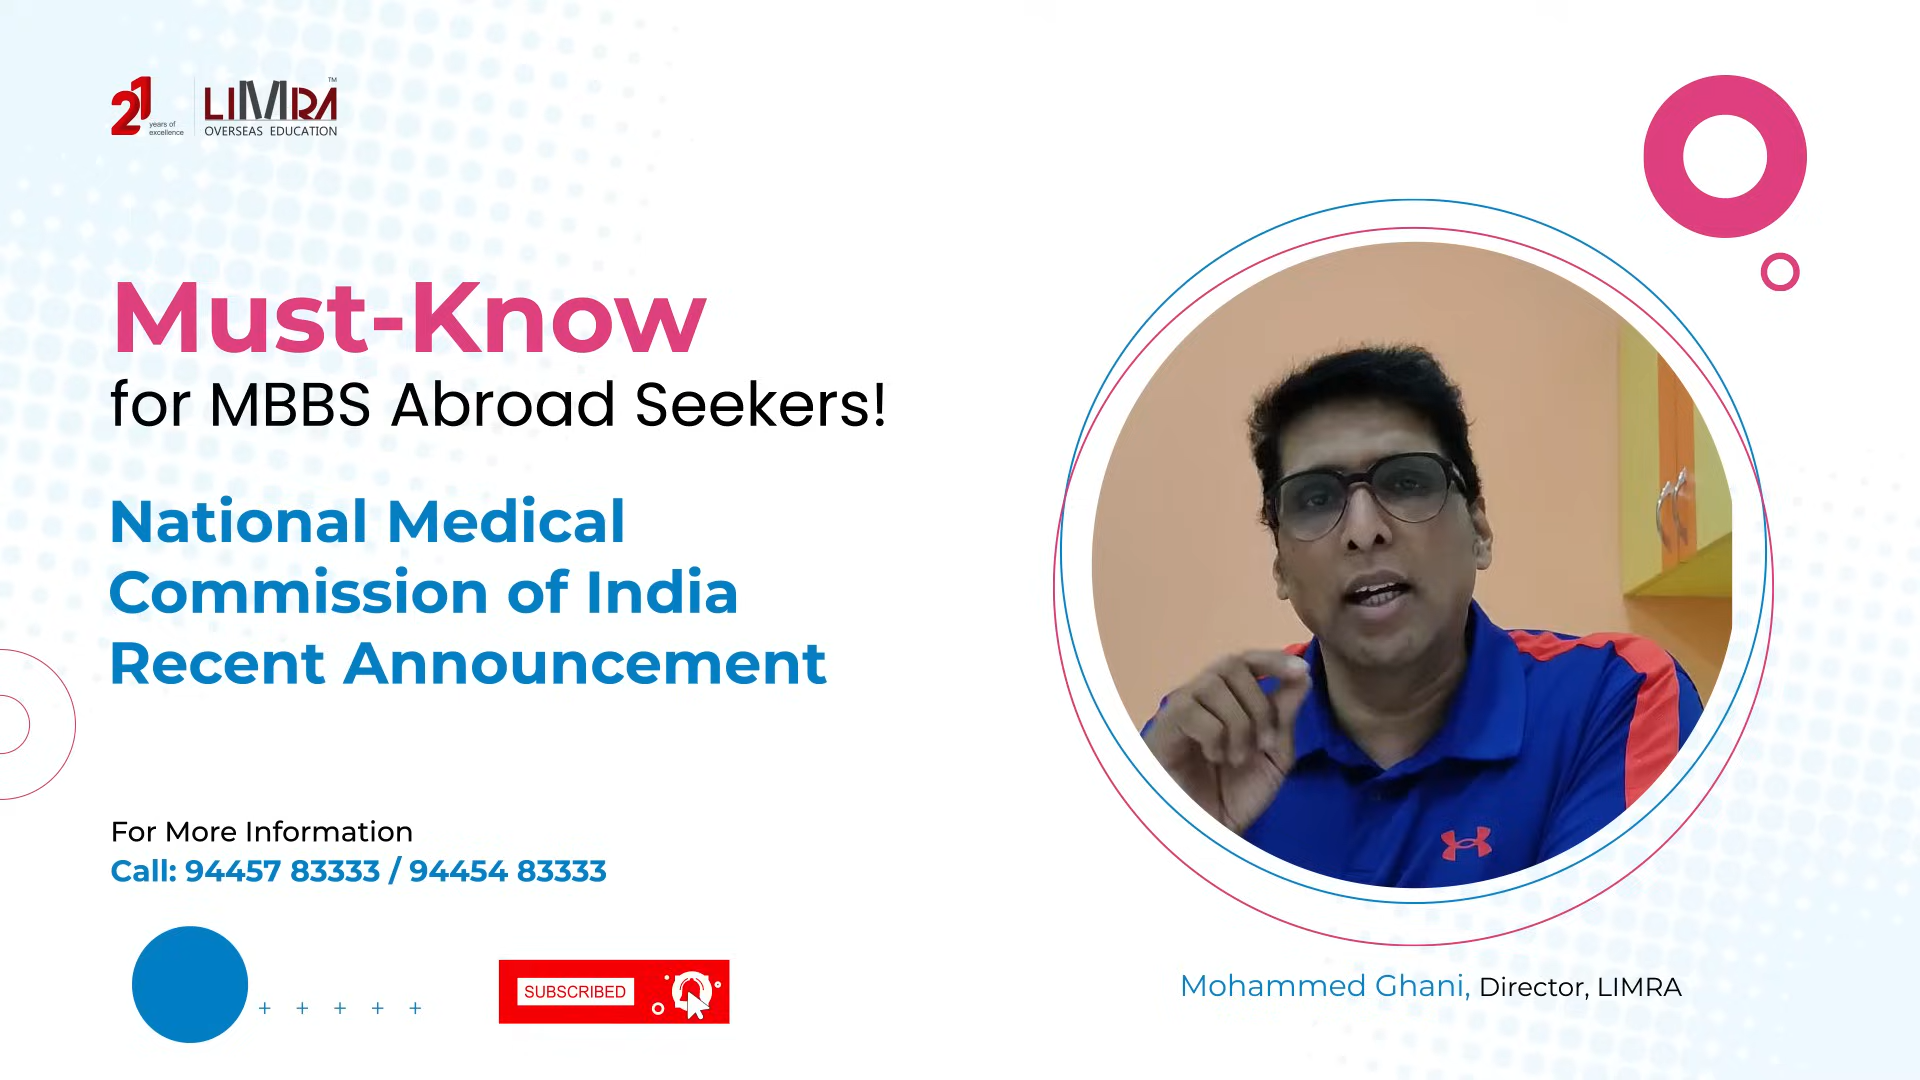 21 years of excellence
LIMRA™
OVERSEAS EDUCATION
Must-Know
for MBBS Abroad Seekers!
National Medical
Commission of India
Recent Announcement
For More Information
Call: 94457 83333 / 94454 83333
SUBSCRIBED
Mohammed Ghani, Director, LIMRA